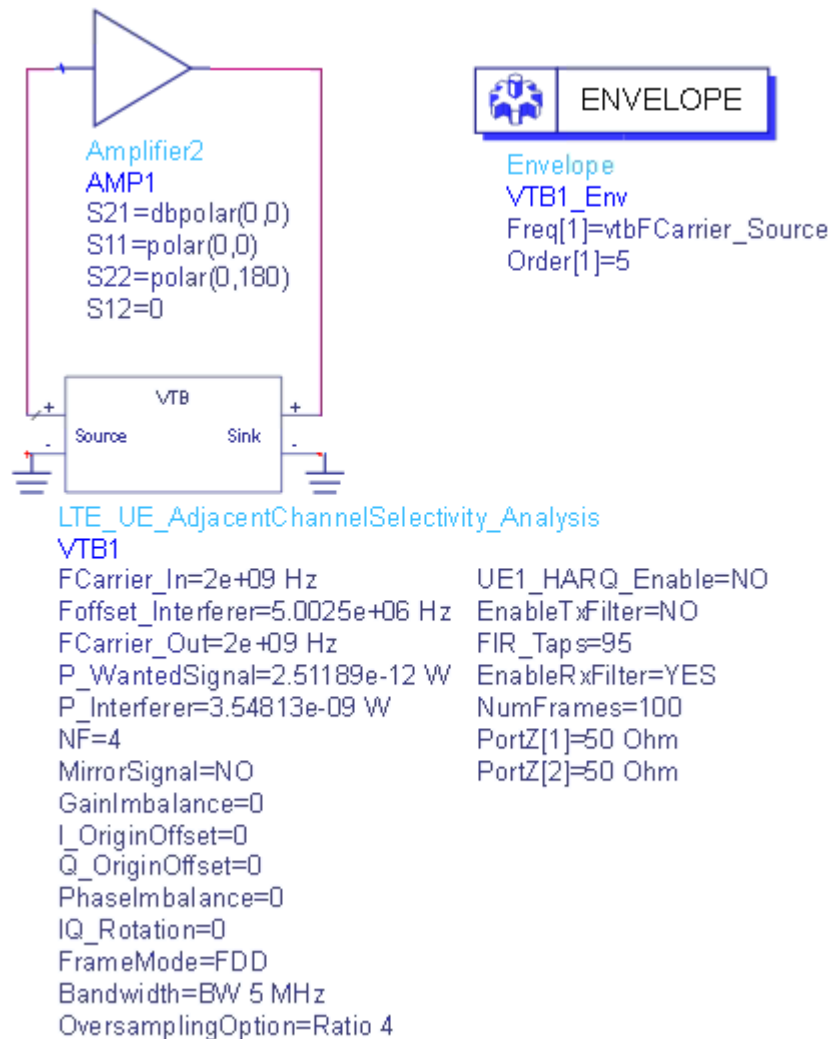 Amplifier2
AMP1
S21=dbpolar(0,0)
S11=polar(0,0)
S22=polar(0,180)
S12=0
ENVELOPE
Envelope
VTB1_Env
Freq[1]=vtbFCarrier_Source
Order[1]=5
VTB
+ +
Source Sink
- -
LTE_UE_AdjacentChannelSelectivity_Analysis
VTB1
FCarrier_In=2e+09 Hz
Foffset_Interferer=5.0025e+06 Hz
FCarrier_Out=2e+09 Hz
P_WantedSignal=2.51189e-12 W
P_Interferer=3.54813e-09 W
NF=4
MirrorSignal=NO
GainImbalance=0
I_OriginOffset=0
Q_OriginOffset=0
PhaseImbalance=0
IQ_Rotation=0
FrameMode=FDD
Bandwidth=BW 5 MHz
OversamplingOption=Ratio 4
UE1_HARQ_Enable=NO
EnableTxFilter=NO
FIR_Taps=95
EnableRxFilter=YES
NumFrames=100
PortZ[1]=50 Ohm
PortZ[2]=50 Ohm